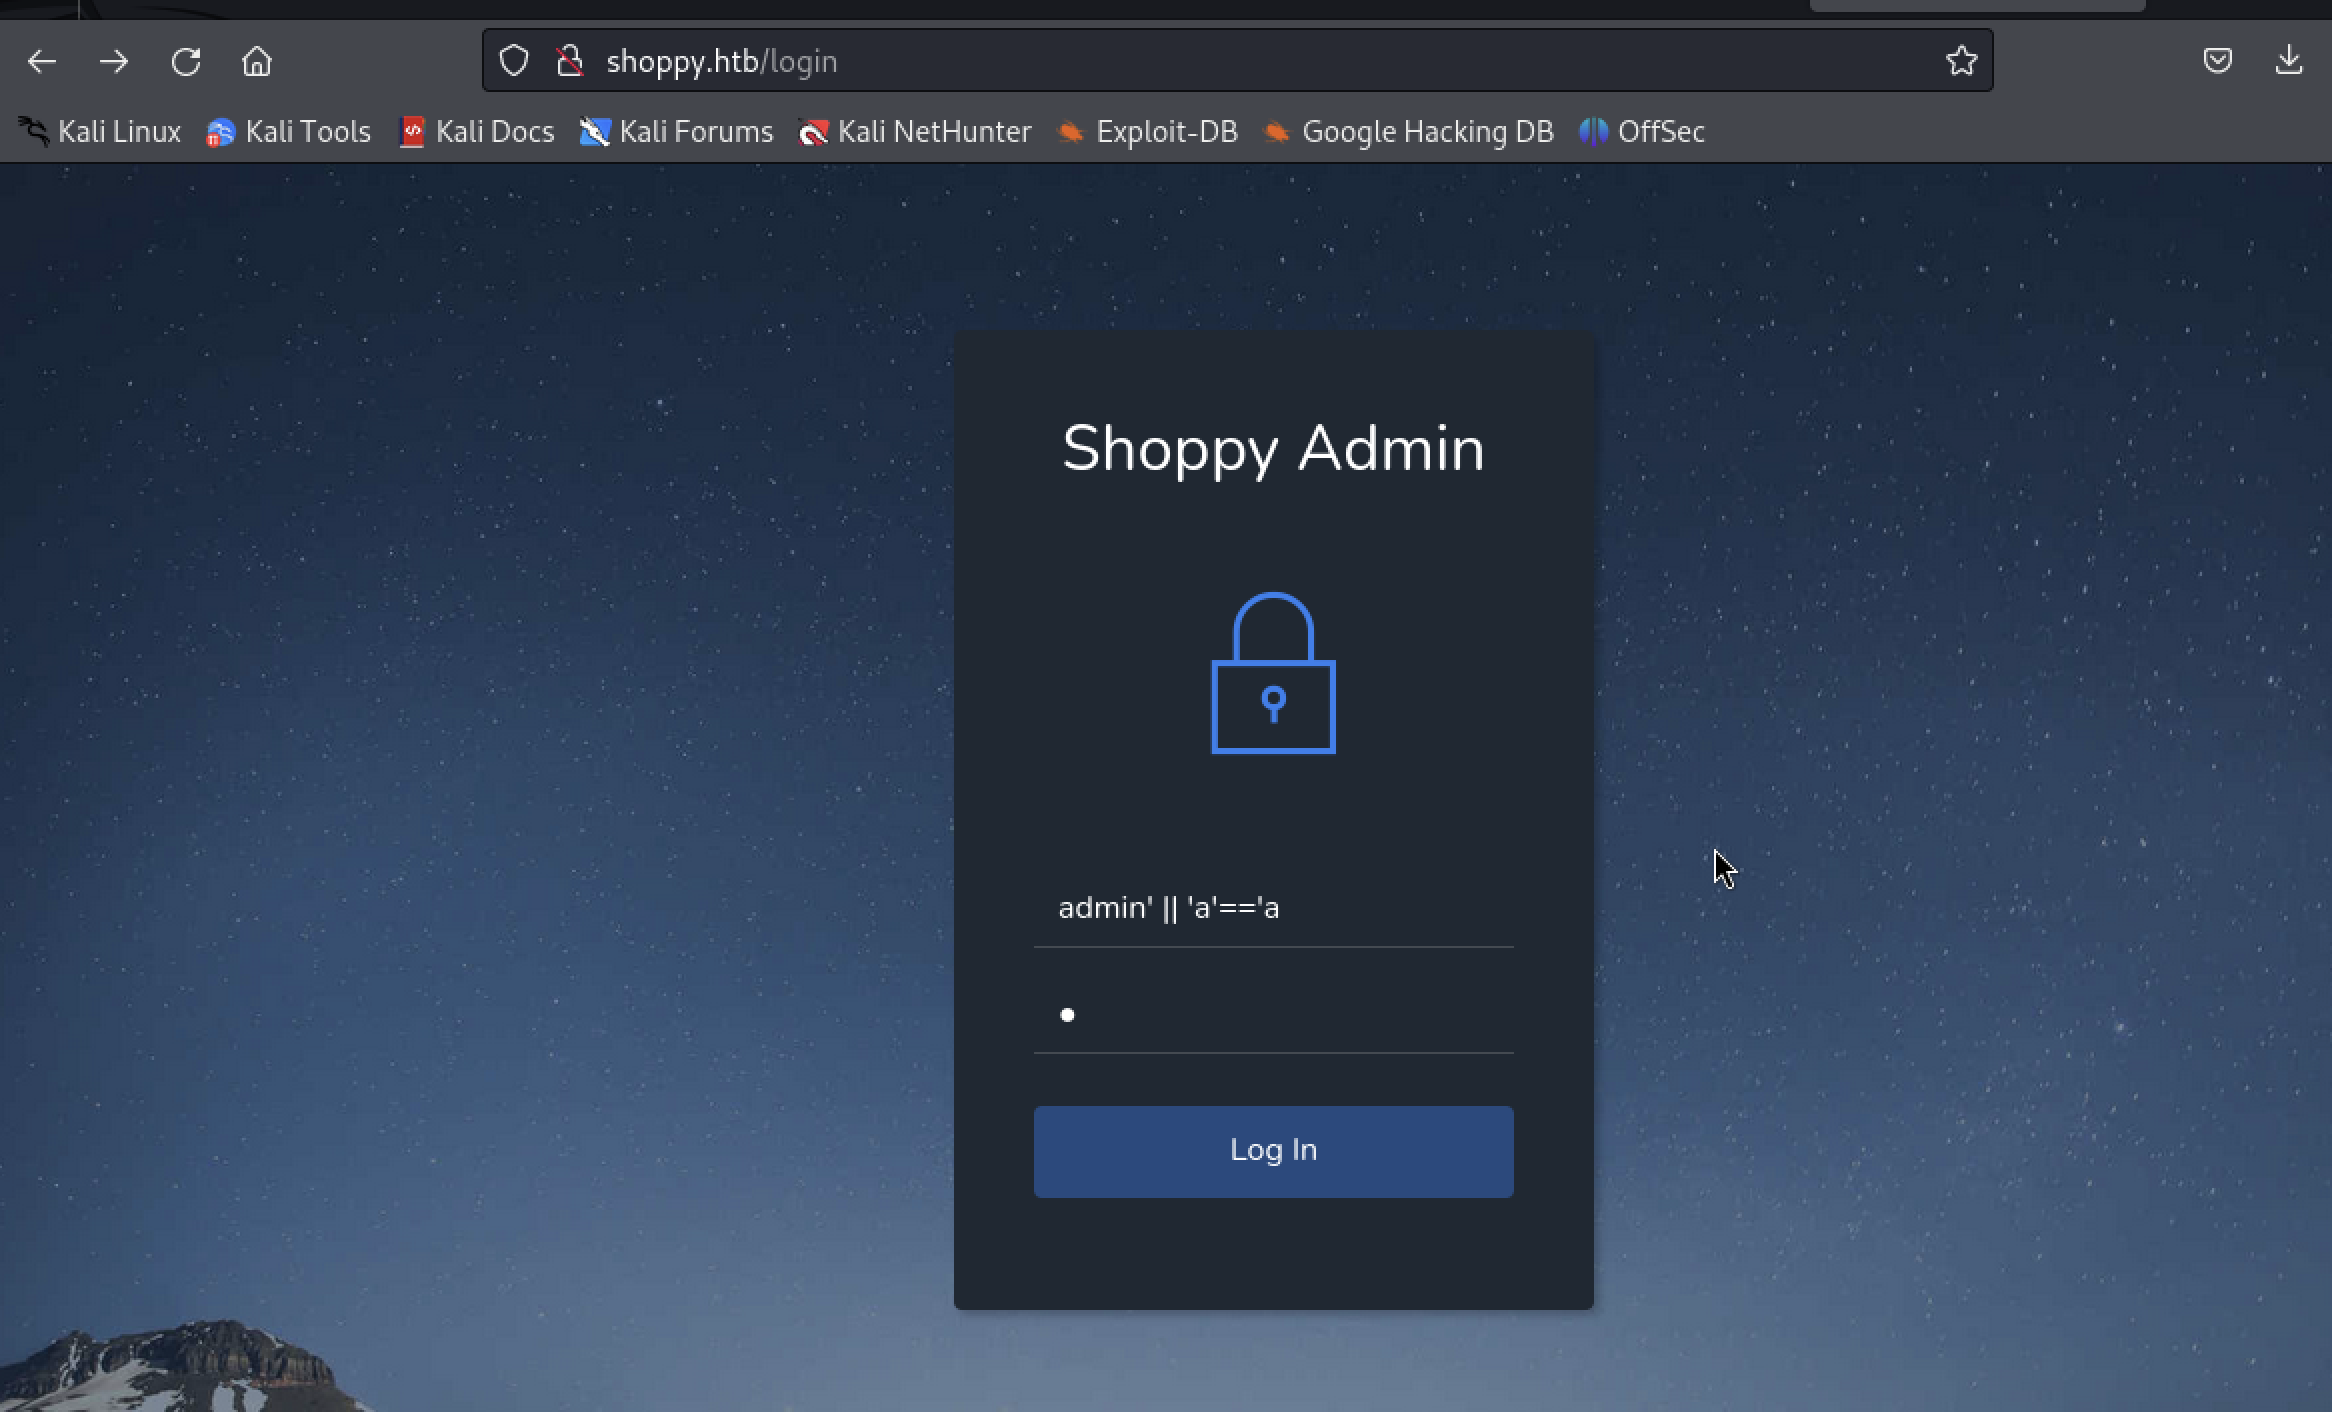 shoppy.htb/login
Kali Linux Kali Tools Kali Docs Kali Forums Kali NetHunter Exploit-DB Google Hacking DB OffSec
Shoppy Admin
admin' || 'a'=='a
Log In